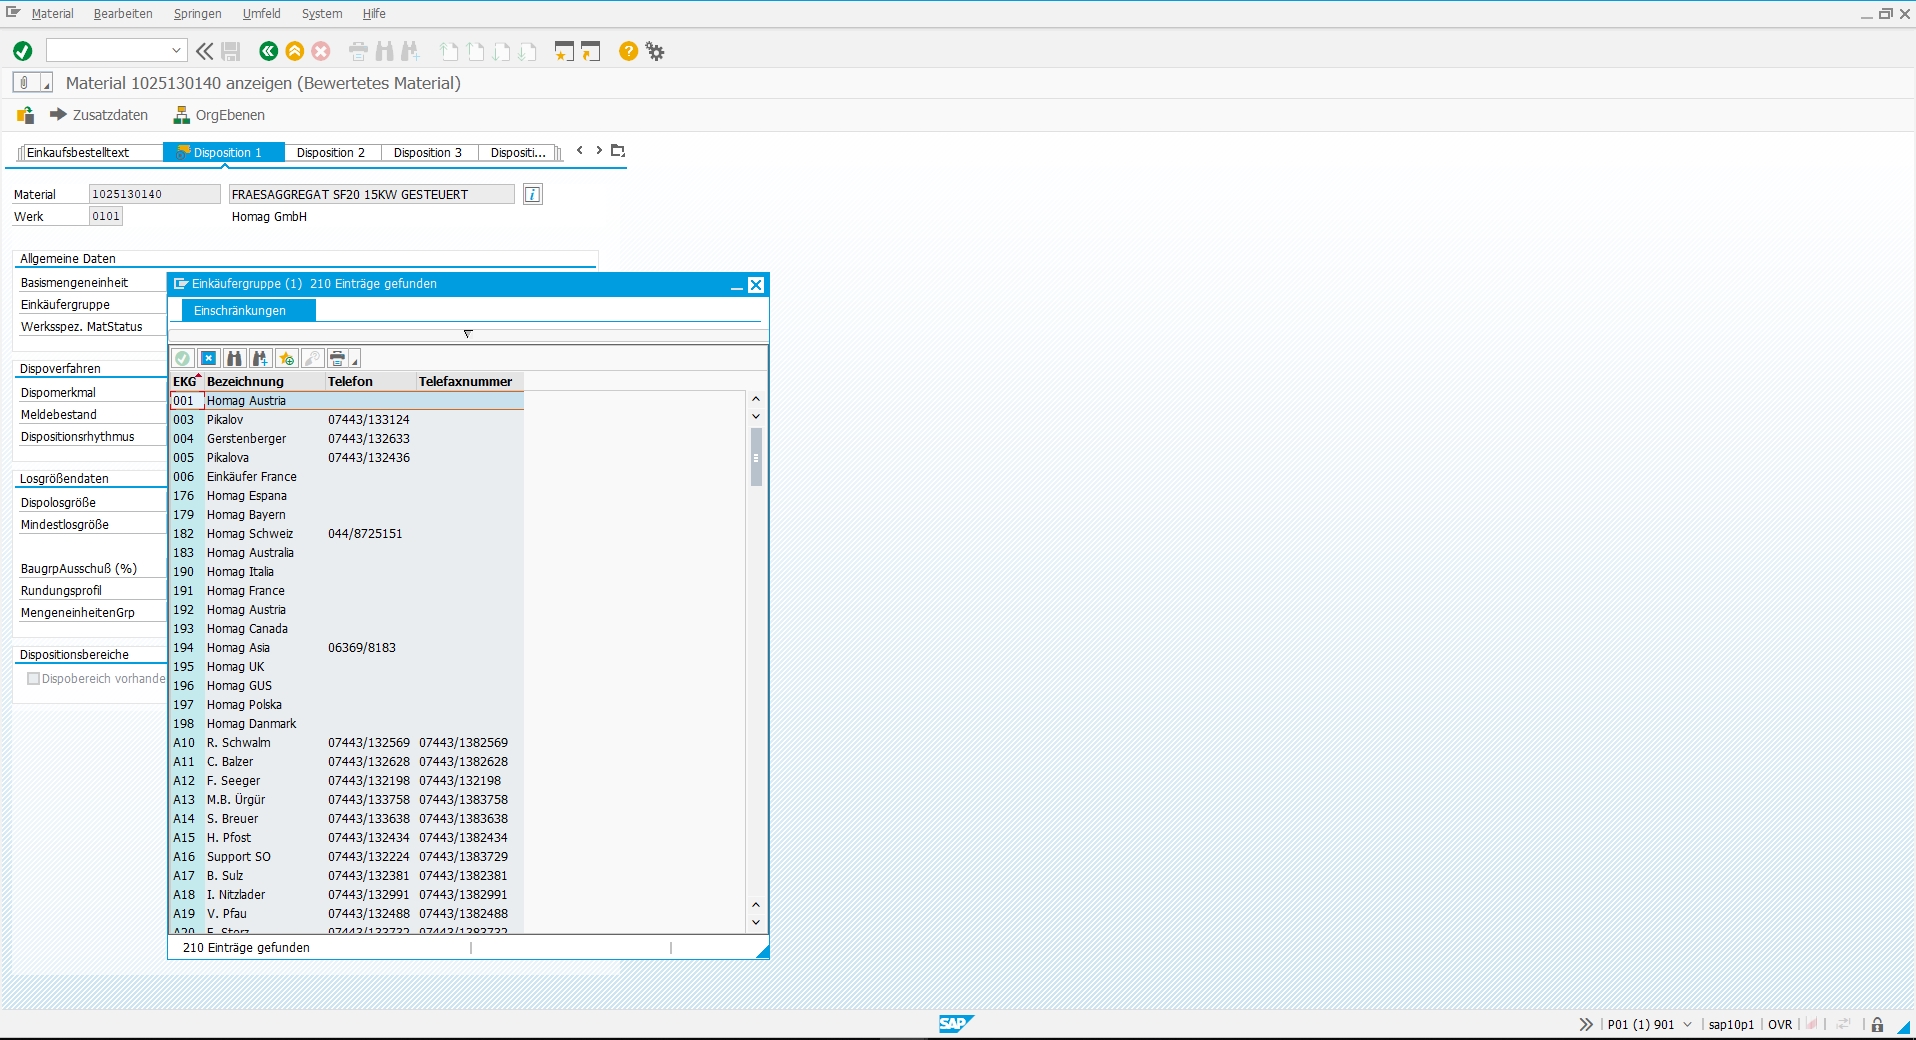 Material Bearbeiten Springen Umfeld System Hilfe
Material 1025130140 anzeigen (Bewertetes Material)
Zusatzdaten OrgEbenen
Einkaufsbestelltext Disposition 1 Disposition 2 Disposition 3 Dispositi...
Material 1025130140 FRAESAGGREGAT SF20 15KW GESTEUERT
Werk 0101 Homag GmbH
Allgemeine Daten
Basismengeneinheit
Einkäufergruppe
Werksspez. MatStatus
Dispoverfahren
Dispomerkmal
Meldebestand
Dispositionsrhythmus
Losgrößendaten
Dispolosgröße
Mindestlosgröße
BaugrpAusschuß (%)
Rundungsprofil
MengeneinheitenGrp
Dispositionsbereiche
Dispobereich vorhande
Einkäufergruppe (1) 210 Einträge gefunden
Einschränkungen
EKG Bezeichnung Telefon Telefaxnummer
001 Homag Austria
003 Pikalov 07443/133124
004 Gerstenberger 07443/132633
005 Pikalova 07443/132436
006 Einkäufer France
176 Homag Espana
179 Homag Bayern
182 Homag Schweiz 044/8725151
183 Homag Australia
190 Homag Italia
191 Homag France
192 Homag Austria
193 Homag Canada
194 Homag Asia 06369/8183
195 Homag UK
196 Homag GUS
197 Homag Polska
198 Homag Danmark
A10 R. Schwalm 07443/132569 07443/1382569
A11 C. Balzer 07443/132628 07443/1382628
A12 F. Seeger 07443/132198 07443/132198
A13 M.B. Ürgür 07443/133758 07443/1383758
A14 S. Breuer 07443/133638 07443/1383638
A15 H. Pfost 07443/132434 07443/1382434
A16 Support SO 07443/132224 07443/1383729
A17 B. Sulz 07443/132381 07443/1382381
A18 I. Nitzlader 07443/132991 07443/1382991
A19 V. Pfau 07443/132488 07443/1382488
A20 07443/133732 07443/1383732
210 Einträge gefunden
SAP P01 (1) 901 sap10p1 OVR